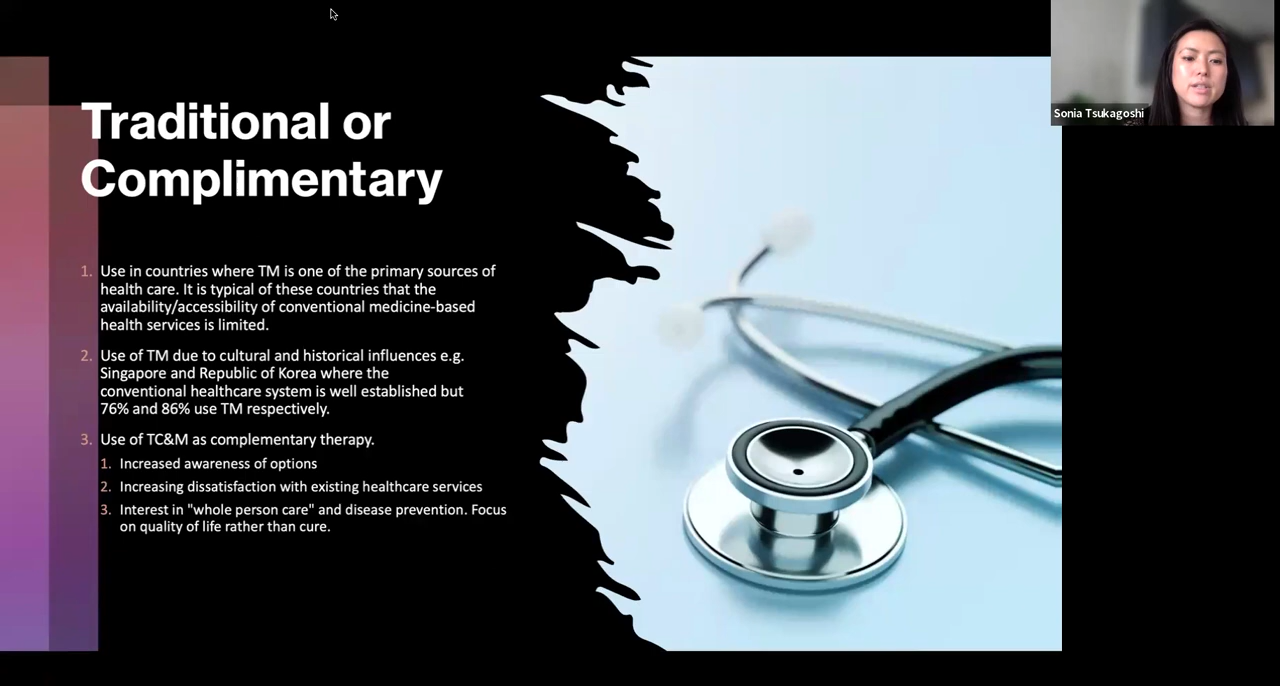 Traditional or
Complimentary
1. Use in countries where TM is one of the primary sources of
health care. It is typical of these countries that the
availability/accessibility of conventional medicine-based
health services is limited.
2. Use of TM due to cultural and historical influences e.g.
Singapore and Republic of Korea where the
conventional healthcare system is well established but
76% and 86% use TM respectively.
3. Use of TC&M as complementary therapy.
1. Increased awareness of options
2. Increasing dissatisfaction with existing healthcare services
3. Interest in "whole person care" and disease prevention. Focus
on quality of life rather than cure.
Sonia Tsukagoshi